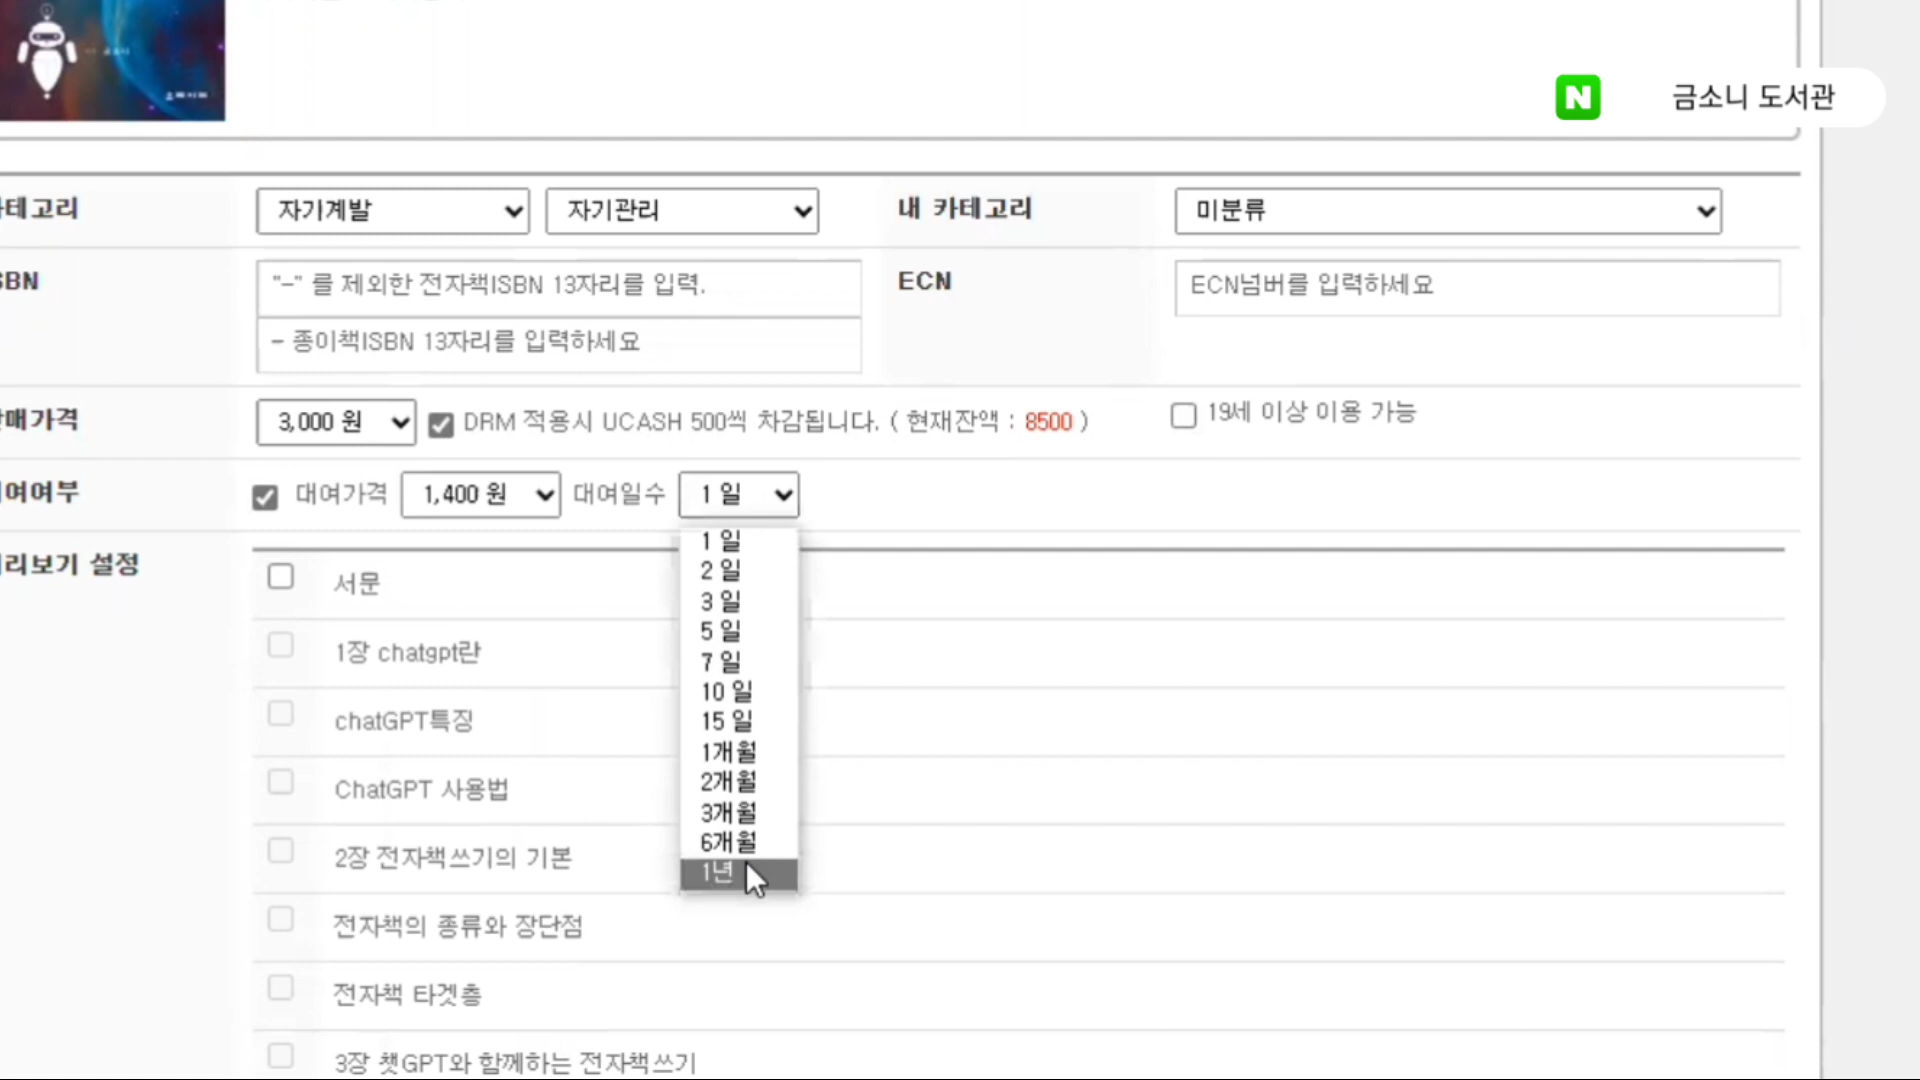 N 금소니 도서관
테고리 자기계발 자기관리 내 카테고리 미분류
BN "-" 를 제외한 전자책ISBN 13자리를 입력. ECN ECN넘버를 입력하세요
- 종이책ISBN 13자리를 입력하세요
매가격 3,000 원 DRM 적용시 UCASH 500씩 차감됩니다. ( 현재잔액 : 8500 ) 19세 이상 이용 가능
여여부 대여가격 1,400 원 대여일수 1 일
리보기 설정
1 일
2 일
3 일
5 일
7 일
10 일
15 일
1개월
2개월
3개월
6개월
1년
서문
1장 chatgpt란
chatGPT특징
ChatGPT 사용법
2장 전자책쓰기의 기본
전자책의 종류와 장단점
전자책 타겟층
3장 챗GPT와 함께하는 전자책쓰기